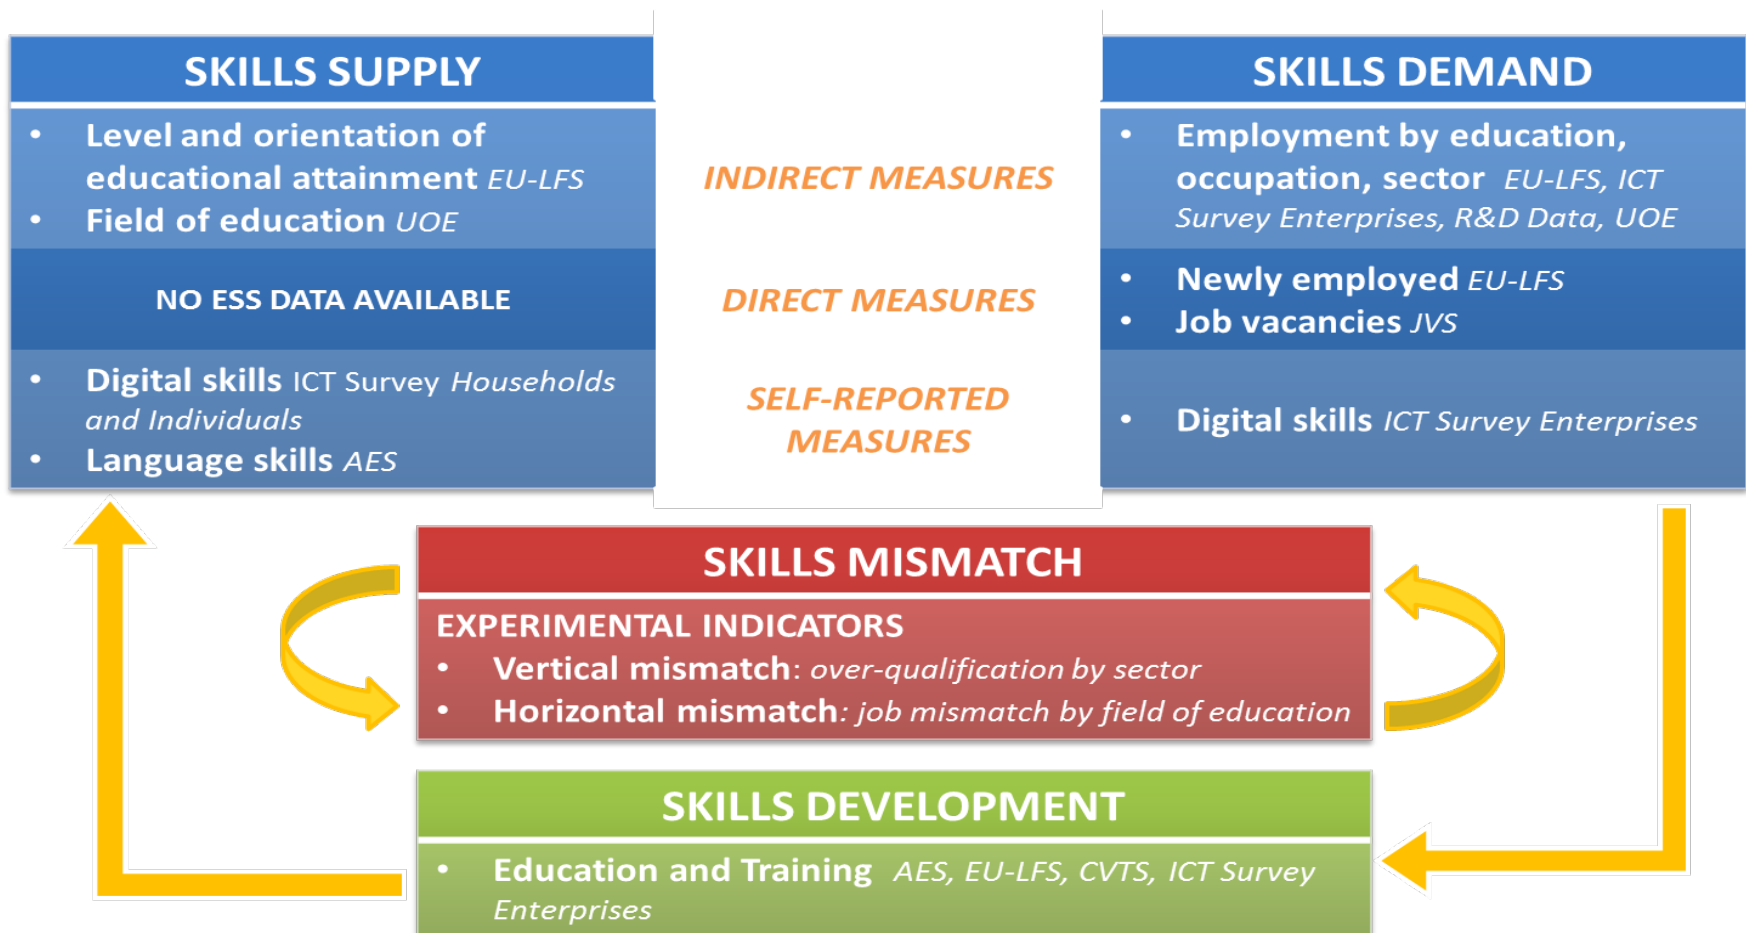 SKILLS SUPPLY
• Level and orientation of
educational attainment EU-LFS
• Field of education UOE
NO ESS DATA AVAILABLE
• Digital skills ICT Survey Households
and Individuals
• Language skills AES
INDIRECT MEASURES
DIRECT MEASURES
SELF-REPORTED
MEASURES
SKILLS DEMAND
• Employment by education,
occupation, sector EU-LFS, ICT
Survey Enterprises, R&D Data, UOE
• Newly employed EU-LFS
• Job vacancies JVS
• Digital skills ICT Survey Enterprises
SKILLS MISMATCH
EXPERIMENTAL INDICATORS
• Vertical mismatch: over-qualification by sector
• Horizontal mismatch: job mismatch by field of education
SKILLS DEVELOPMENT
• Education and Training AES, EU-LFS, CVTS, ICT Survey
Enterprises